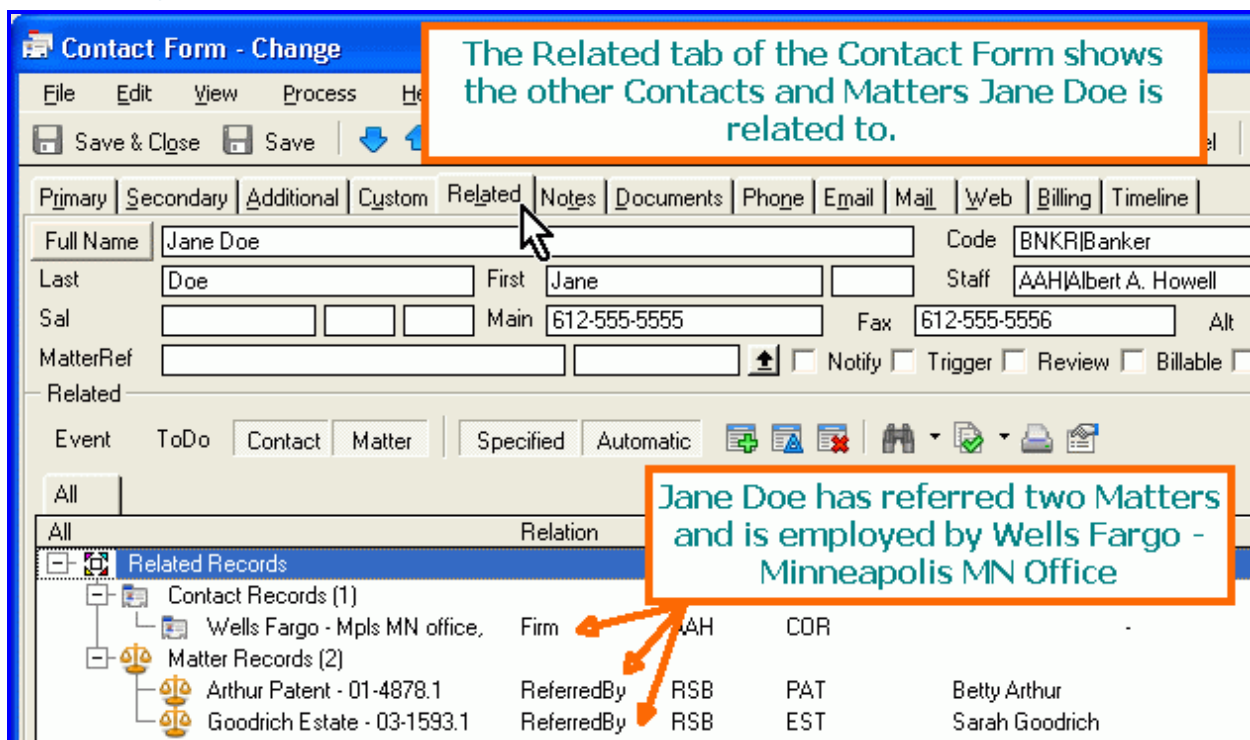 Contact Form - Change
The Related tab of the Contact Form shows
the other Contacts and Matters Jane Doe is
related to.
File Edit View Process
Save & Close Save
Primary Secondary Additional Custom Related Notes Documents Phone Email Mail Web Billing Timeline
Full Name Jane Doe Code BNKR|Banker
Last Doe First Jane Staff AAH|Albert A. Howell
Sal Main 612-555-5555 Fax 612-555-5556 Alt
MatterRef Notify Trigger Review Billable
Related
Event ToDo Contact Matter Specified Automatic
All
Jane Doe has referred two Matters
and is employed by Wells Fargo -
Minneapolis MN Office
All Relation
Related Records
Contact Records (1)
Wells Fargo - Mpls MN office, Firm AAH COR -
Matter Records (2)
Arthur Patent - 01-4878.1 ReferredBy RSB PAT Betty Arthur
Goodrich Estate - 03-1593.1 ReferredBy RSB EST Sarah Goodrich